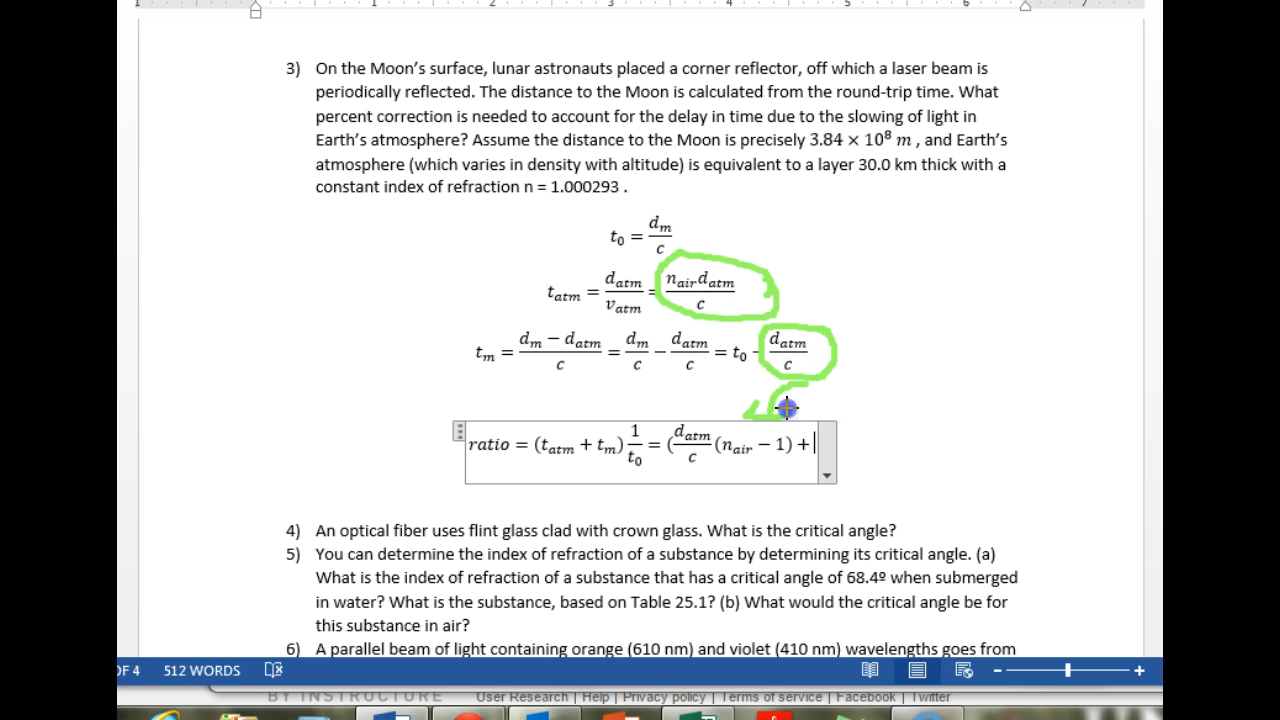 1 1 2 3 4 5 6 7
3) On the Moon's surface, lunar astronauts placed a corner reflector, off which a laser beam is
periodically reflected. The distance to the Moon is calculated from the round-trip time. What
percent correction is needed to account for the delay in time due to the slowing of light in
Earth's atmosphere? Assume the distance to the Moon is precisely 3.84 × 10⁸ m , and Earth's
atmosphere (which varies in density with altitude) is equivalent to a layer 30.0 km thick with a
constant index of refraction n = 1.000293 .
t₀ = d_m / c
t_atm = d_atm / v_atm = n_air d_atm / c
t_m = (d_m − d_atm) / c = d_m / c − d_atm / c = t₀ − d_atm / c
ratio = (t_atm + t_m) 1 / t₀ = (d_atm / c (n_air − 1) +
4) An optical fiber uses flint glass clad with crown glass. What is the critical angle?
5) You can determine the index of refraction of a substance by determining its critical angle. (a)
What is the index of refraction of a substance that has a critical angle of 68.4º when submerged
in water? What is the substance, based on Table 25.1? (b) What would the critical angle be for
this substance in air?
6) A parallel beam of light containing orange (610 nm) and violet (410 nm) wavelengths goes from
OF 4 512 WORDS
BY INSTRUCTURE User Research | Help | Privacy policy | Terms of service | Facebook | Twitter